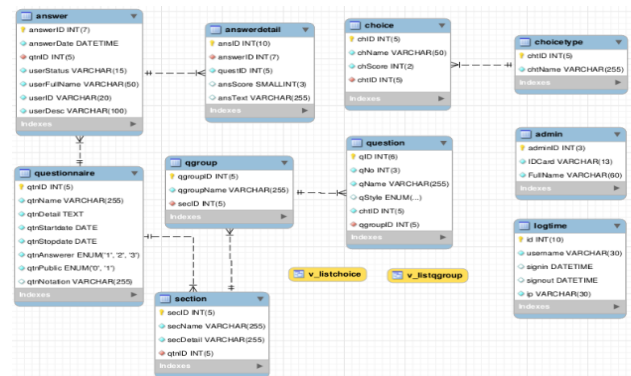 answer
answerID INT(7)
answerDate DATETIME
qtnID INT(5)
userStatus VARCHAR(15)
userFullName VARCHAR(50)
userID VARCHAR(20)
userDesc VARCHAR(100)
Indexes
answerdetail
ansID INT(10)
answerID INT(7)
questID INT(5)
ansScore SMALLINT(3)
ansText VARCHAR(255)
Indexes
choice
chID INT(5)
chName VARCHAR(50)
chScore INT(2)
chtID INT(5)
Indexes
choicetype
chtID INT(5)
chtName VARCHAR(255)
Indexes
questionnaire
qtnID INT(5)
qtnName VARCHAR(255)
qtnDetail TEXT
qtnStartdate DATE
qtnStopdate DATE
qtnAnswerer ENUM('1', '2', '3')
qtnPublic ENUM('0', '1')
qtnNotation VARCHAR(255)
Indexes
qgroup
qgroupID INT(5)
qgroupName VARCHAR(255)
secID INT(5)
Indexes
question
qID INT(6)
qNo INT(3)
qName VARCHAR(255)
qStyle ENUM(...)
chtID INT(5)
qgroupID INT(5)
Indexes
admin
adminID INT(3)
IDCard VARCHAR(13)
FullName VARCHAR(60)
Indexes
logtime
id INT(10)
username VARCHAR(30)
signin DATETIME
signout DATETIME
ip VARCHAR(30)
Indexes
v_listchoice
v_listqgroup
section
secID INT(5)
secName VARCHAR(255)
secDetail VARCHAR(255)
qtnID INT(5)
Indexes